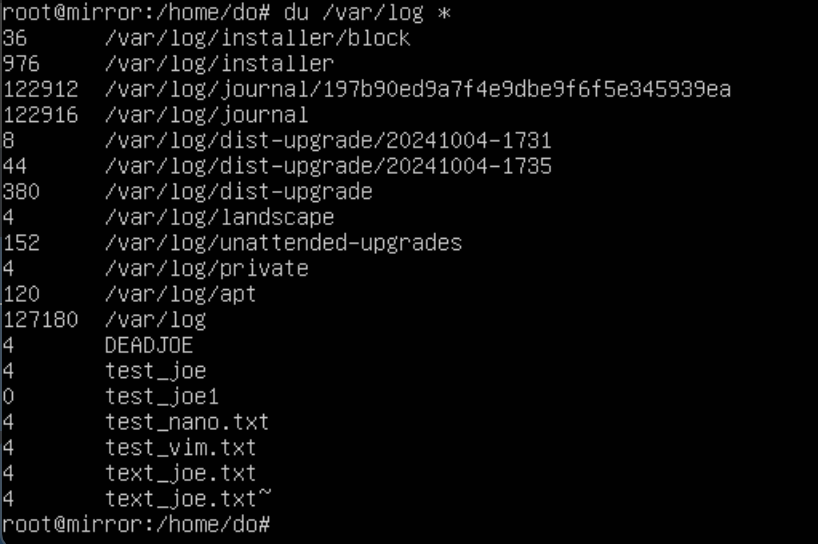 root@mirror:/home/do# du /var/log *
36 /var/log/installer/block
976 /var/log/installer
122912 /var/log/journal/197b90ed9a7f4e9dbe9f6f5e345939ea
122916 /var/log/journal
8 /var/log/dist-upgrade/20241004-1731
44 /var/log/dist-upgrade/20241004-1735
380 /var/log/dist-upgrade
4 /var/log/landscape
152 /var/log/unattended-upgrades
4 /var/log/private
120 /var/log/apt
127180 /var/log
4 DEADJOE
4 test_joe
0 test_joe1
4 test_nano.txt
4 test_vim.txt
4 text_joe.txt
4 text_joe.txt~
root@mirror:/home/do#